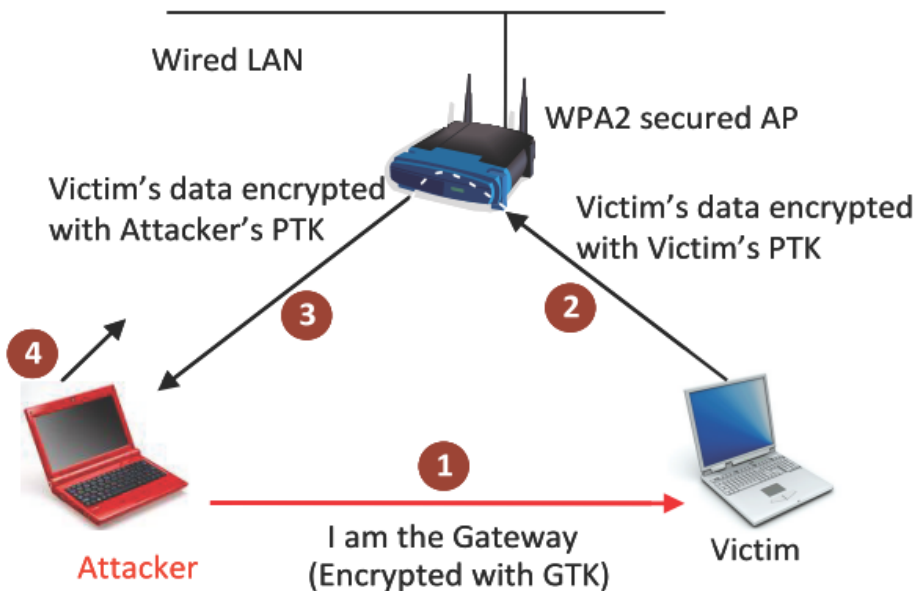 Wired LAN
WPA2 secured AP
Victim's data encrypted
with Attacker's PTK
Victim's data encrypted
with Victim's PTK
3
2
4
1
I am the Gateway
(Encrypted with GTK)
Attacker
Victim